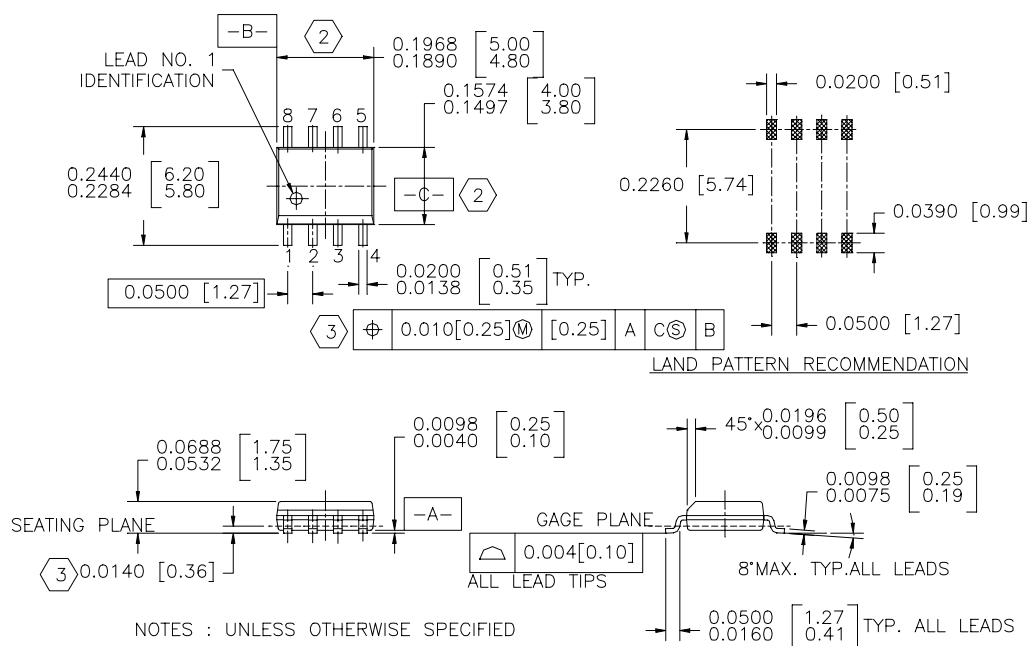 -B-
2
0.1968 [5.00]
0.1890 [4.80]
LEAD NO. 1
IDENTIFICATION
0.1574 [4.00]
0.1497 [3.80]
0.0200 [0.51]
8 7 6 5
0.2440 [6.20]
0.2284 [5.80]
-C-
2
0.2260 [5.74]
0.0390 [0.99]
1 2 3 4
0.0500 [1.27]
0.0200 [0.51] TYP.
0.0138 [0.35]
3
⌖ 0.010[0.25]Ⓜ [0.25] A CⓈ B
0.0500 [1.27]
LAND PATTERN RECOMMENDATION
0.0688 [1.75]
0.0532 [1.35]
0.0098 [0.25]
0.0040 [0.10]
45°x 0.0196 [0.50]
0.0099 [0.25]
0.0098 [0.25]
0.0075 [0.19]
-A-
SEATING PLANE
GAGE PLANE
⌓ 0.004[0.10]
ALL LEAD TIPS
8°MAX. TYP.ALL LEADS
3
0.0140 [0.36]
0.0500 [1.27] TYP. ALL LEADS
0.0160 [0.41]
NOTES : UNLESS OTHERWISE SPECIFIED